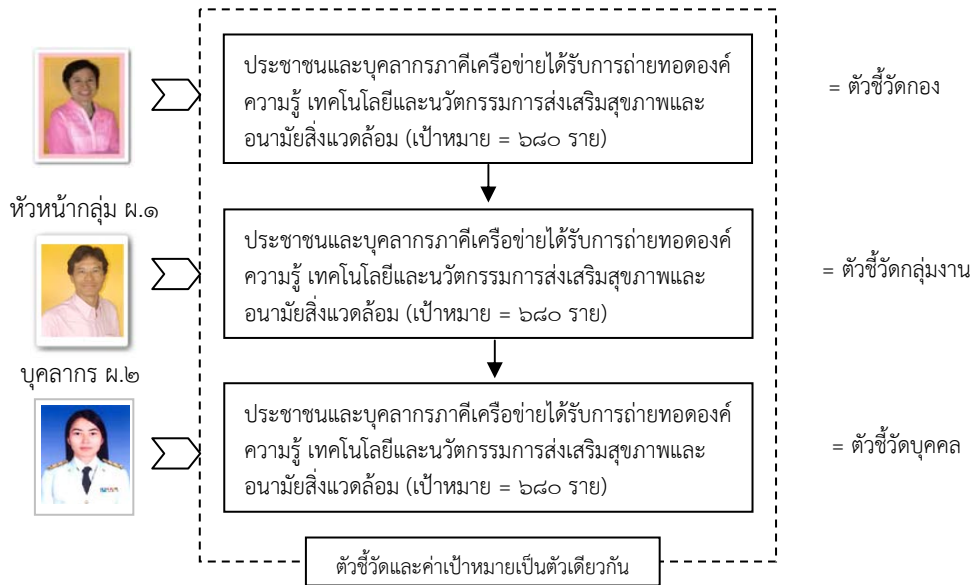 ประชาชนและบุคลากรภาคีเครือข่ายได้รับการถ่ายทอดองค์
ความรู้ เทคโนโลยีและนวัตกรรมการส่งเสริมสุขภาพและ
อนามัยสิ่งแวดล้อม (เป้าหมาย = ๖๘๐ ราย)
= ตัวชี้วัดกอง
หัวหน้ากลุ่ม ผ.๑
ประชาชนและบุคลากรภาคีเครือข่ายได้รับการถ่ายทอดองค์
ความรู้ เทคโนโลยีและนวัตกรรมการส่งเสริมสุขภาพและ
อนามัยสิ่งแวดล้อม (เป้าหมาย = ๖๘๐ ราย)
= ตัวชี้วัดกลุ่มงาน
บุคลากร ผ.๒
ประชาชนและบุคลากรภาคีเครือข่ายได้รับการถ่ายทอดองค์
ความรู้ เทคโนโลยีและนวัตกรรมการส่งเสริมสุขภาพและ
อนามัยสิ่งแวดล้อม (เป้าหมาย = ๖๘๐ ราย)
= ตัวชี้วัดบุคคล
ตัวชี้วัดและค่าเป้าหมายเป็นตัวเดียวกัน